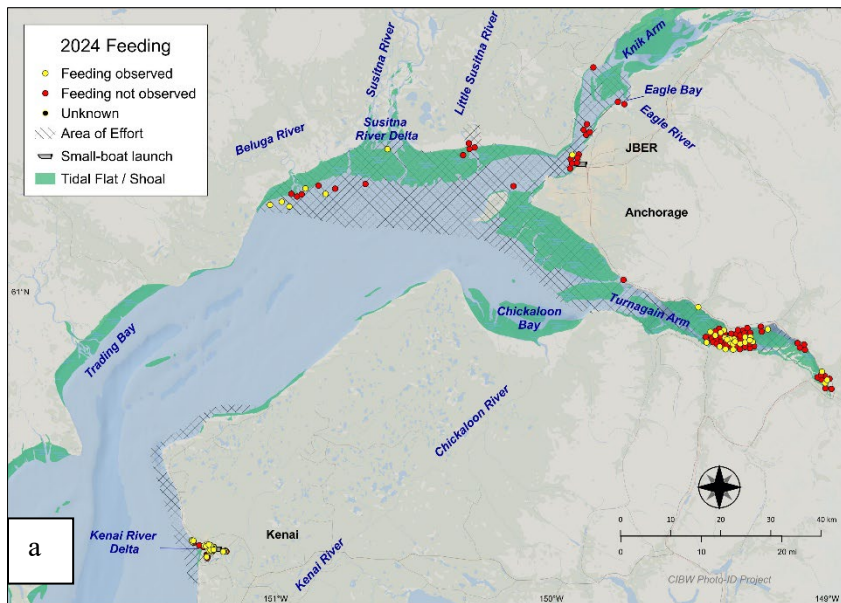 2024 Feeding
Feeding observed
Feeding not observed
Unknown
Area of Effort
Small-boat launch
Tidal Flat / Shoal
Beluga River
Susitna River
Susitna
River Delta
Little Susitna River
Knik Arm
Eagle Bay
Eagle River
JBER
Anchorage
61°N
Trading Bay
Chickaloon
Bay
Turnagain Arm
Chickaloon River
Kenai River
Delta
Kenai
Kenai River
0 10 20 30 40 km
0 10 20 mi
CIBW Photo-ID Project
a
151°W
150°W
149°W